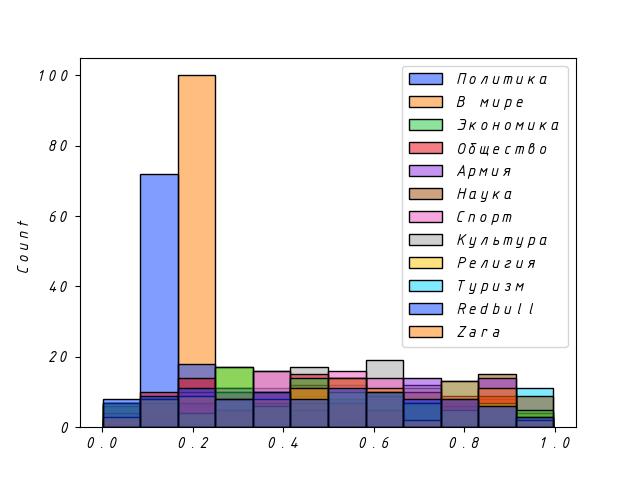 Count
100
80
60
40
20
0
0.0 0.2 0.4 0.6 0.8 1.0
Политика
В мире
Экономика
Общество
Армия
Наука
Спорт
Культура
Религия
Туризм
Redbull
Zara